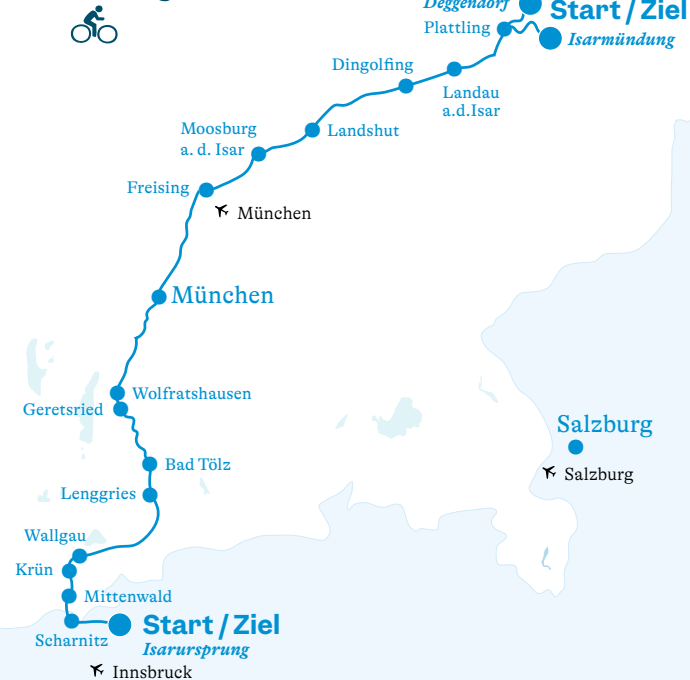 Deggendorf
Start / Ziel
Plattling
Isarmündung
Dingolfing
Landau
a.d.Isar
Moosburg
a. d. Isar
Landshut
Freising
München
München
Wolfratshausen
Geretsried
Salzburg
Bad Tölz
Salzburg
Lenggries
Wallgau
Krün
Mittenwald
Start / Ziel
Scharnitz
Isarursprung
Innsbruck